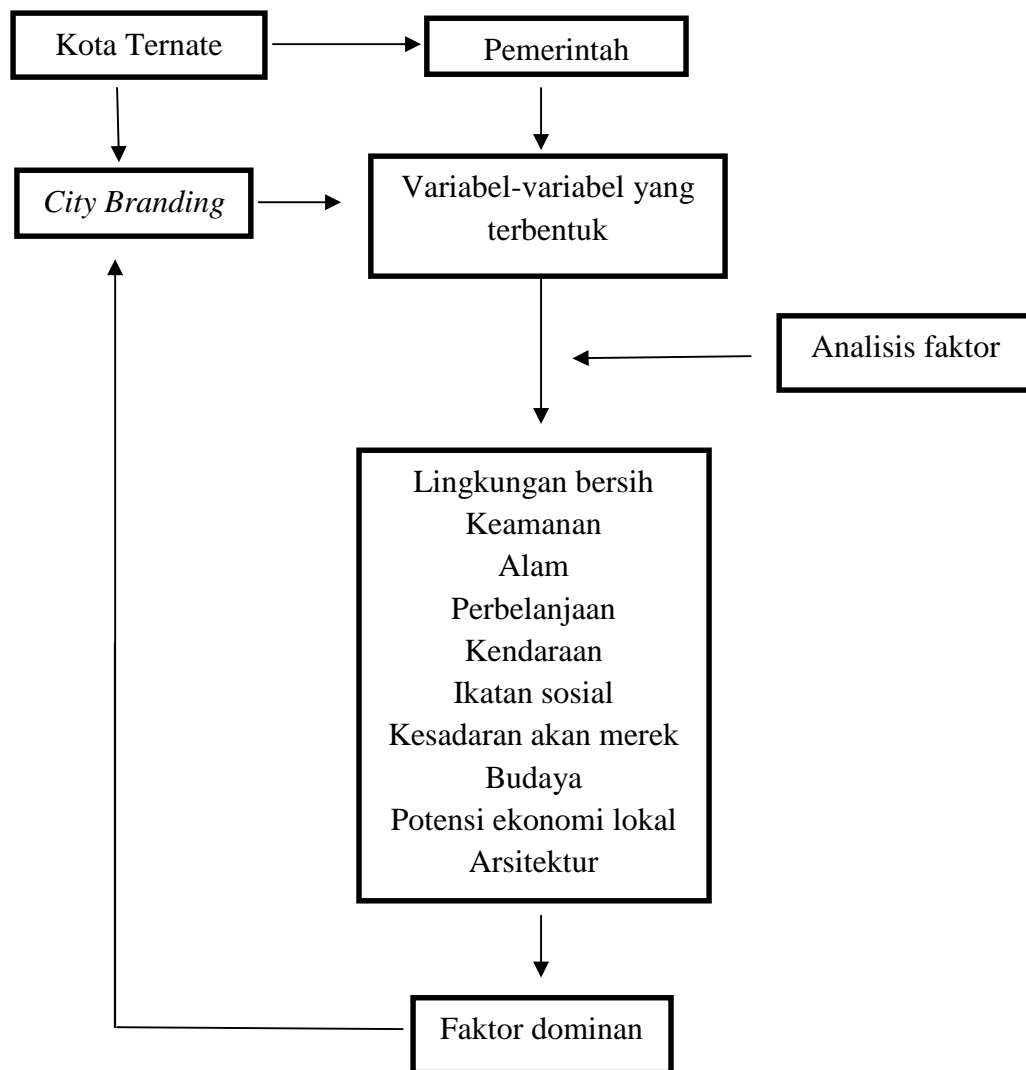 Kota Ternate
Pemerintah
City Branding
Variabel-variabel yang
terbentuk
Analisis faktor
Lingkungan bersih
Keamanan
Alam
Perbelanjaan
Kendaraan
Ikatan sosial
Kesadaran akan merek
Budaya
Potensi ekonomi lokal
Arsitektur
Faktor dominan